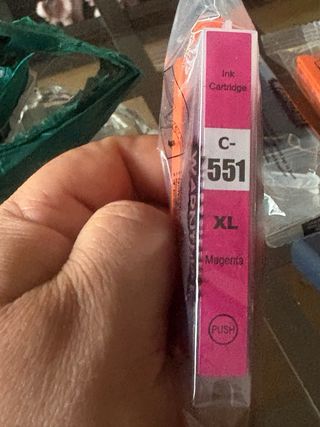 Ink
Cartridge
C-
551
XL
Magenta
PUSH